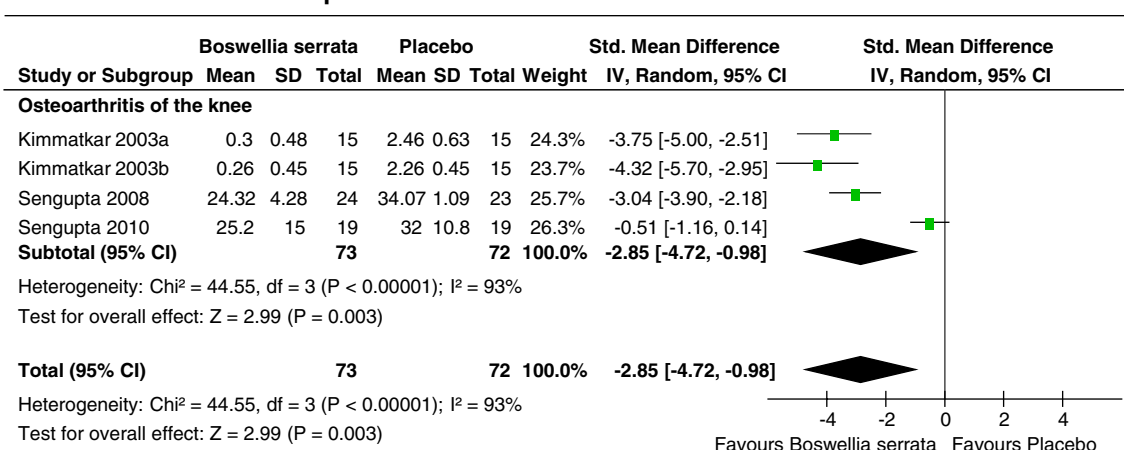 Boswellia serrata Placebo Std. Mean Difference Std. Mean Difference
Study or Subgroup Mean SD Total Mean SD Total Weight IV, Random, 95% CI IV, Random, 95% CI
Osteoarthritis of the knee
Kimmatkar 2003a 0.3 0.48 15 2.46 0.63 15 24.3% -3.75 [-5.00, -2.51]
Kimmatkar 2003b 0.26 0.45 15 2.26 0.45 15 23.7% -4.32 [-5.70, -2.95]
Sengupta 2008 24.32 4.28 24 34.07 1.09 23 25.7% -3.04 [-3.90, -2.18]
Sengupta 2010 25.2 15 19 32 10.8 19 26.3% -0.51 [-1.16, 0.14]
Subtotal (95% CI) 73 72 100.0% -2.85 [-4.72, -0.98]
Heterogeneity: Chi² = 44.55, df = 3 (P < 0.00001); I² = 93%
Test for overall effect: Z = 2.99 (P = 0.003)
Total (95% CI) 73 72 100.0% -2.85 [-4.72, -0.98]
Heterogeneity: Chi² = 44.55, df = 3 (P < 0.00001); I² = 93%
-4 -2 0 2 4
Test for overall effect: Z = 2.99 (P = 0.003)
Favours Boswellia serrata Favours Placebo